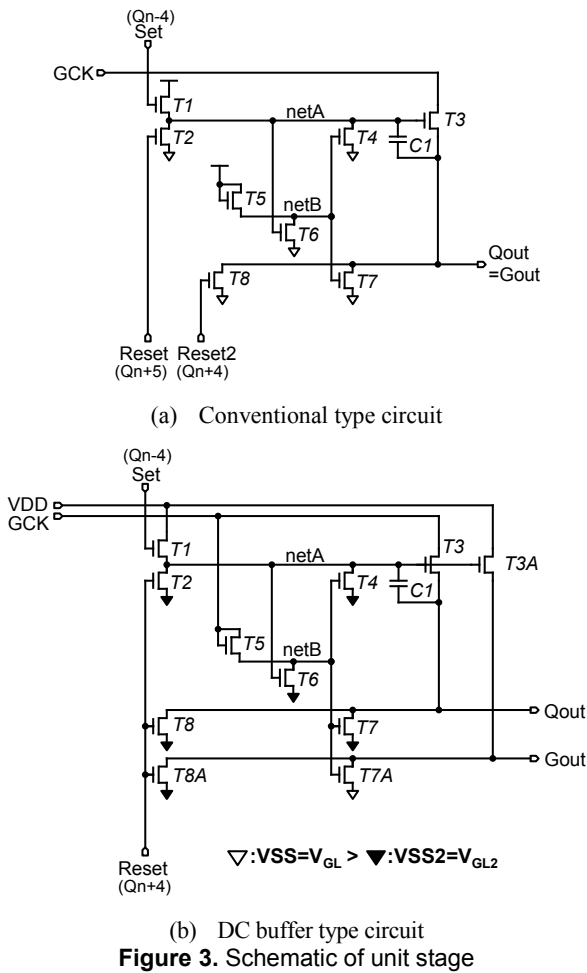 (Qn-4)
Set
GCK
T1
T2
netA
T4
C1
T3
T5
netB
T6
T8
T7
Qout
=Gout
Reset Reset2
(Qn+5) (Qn+4)
(a) Conventional type circuit
(Qn-4)
Set
VDD
GCK
T1
T2
netA
T4
C1
T3
T3A
T5
netB
T6
T8
T7
Qout
T8A
T7A
Gout
Reset
(Qn+4)
▽:VSS=VGL > ▼:VSS2=VGL2
(b) DC buffer type circuit
Figure 3. Schematic of unit stage